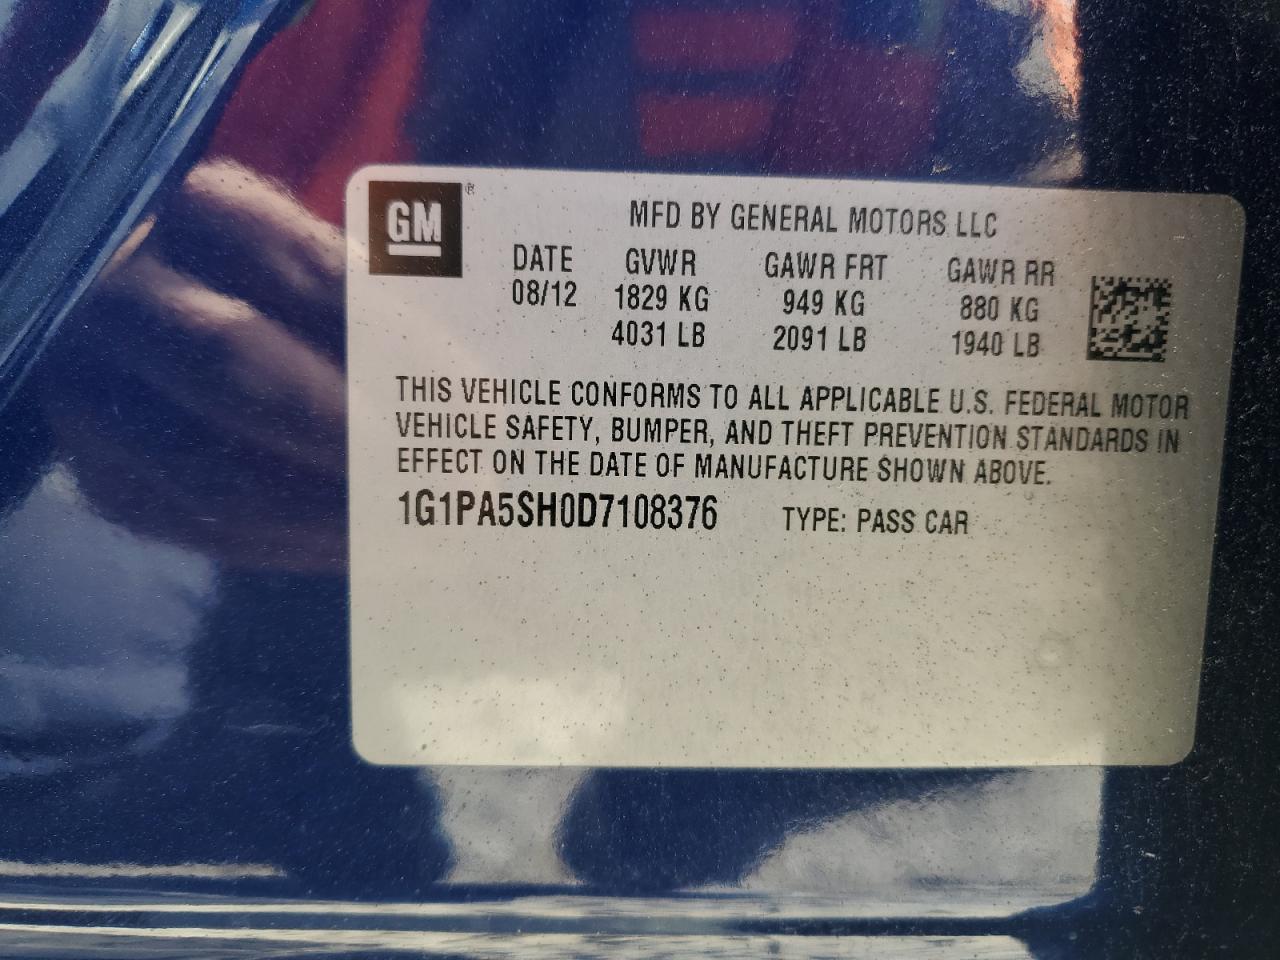 GM ®
MFD BY GENERAL MOTORS LLC
DATE GVWR GAWR FRT GAWR RR
08/12 1829 KG 949 KG 880 KG
4031 LB 2091 LB 1940 LB
THIS VEHICLE CONFORMS TO ALL APPLICABLE U.S. FEDERAL MOTOR
VEHICLE SAFETY, BUMPER, AND THEFT PREVENTION STANDARDS IN
EFFECT ON THE DATE OF MANUFACTURE SHOWN ABOVE.
1G1PA5SH0D7108376 TYPE: PASS CAR